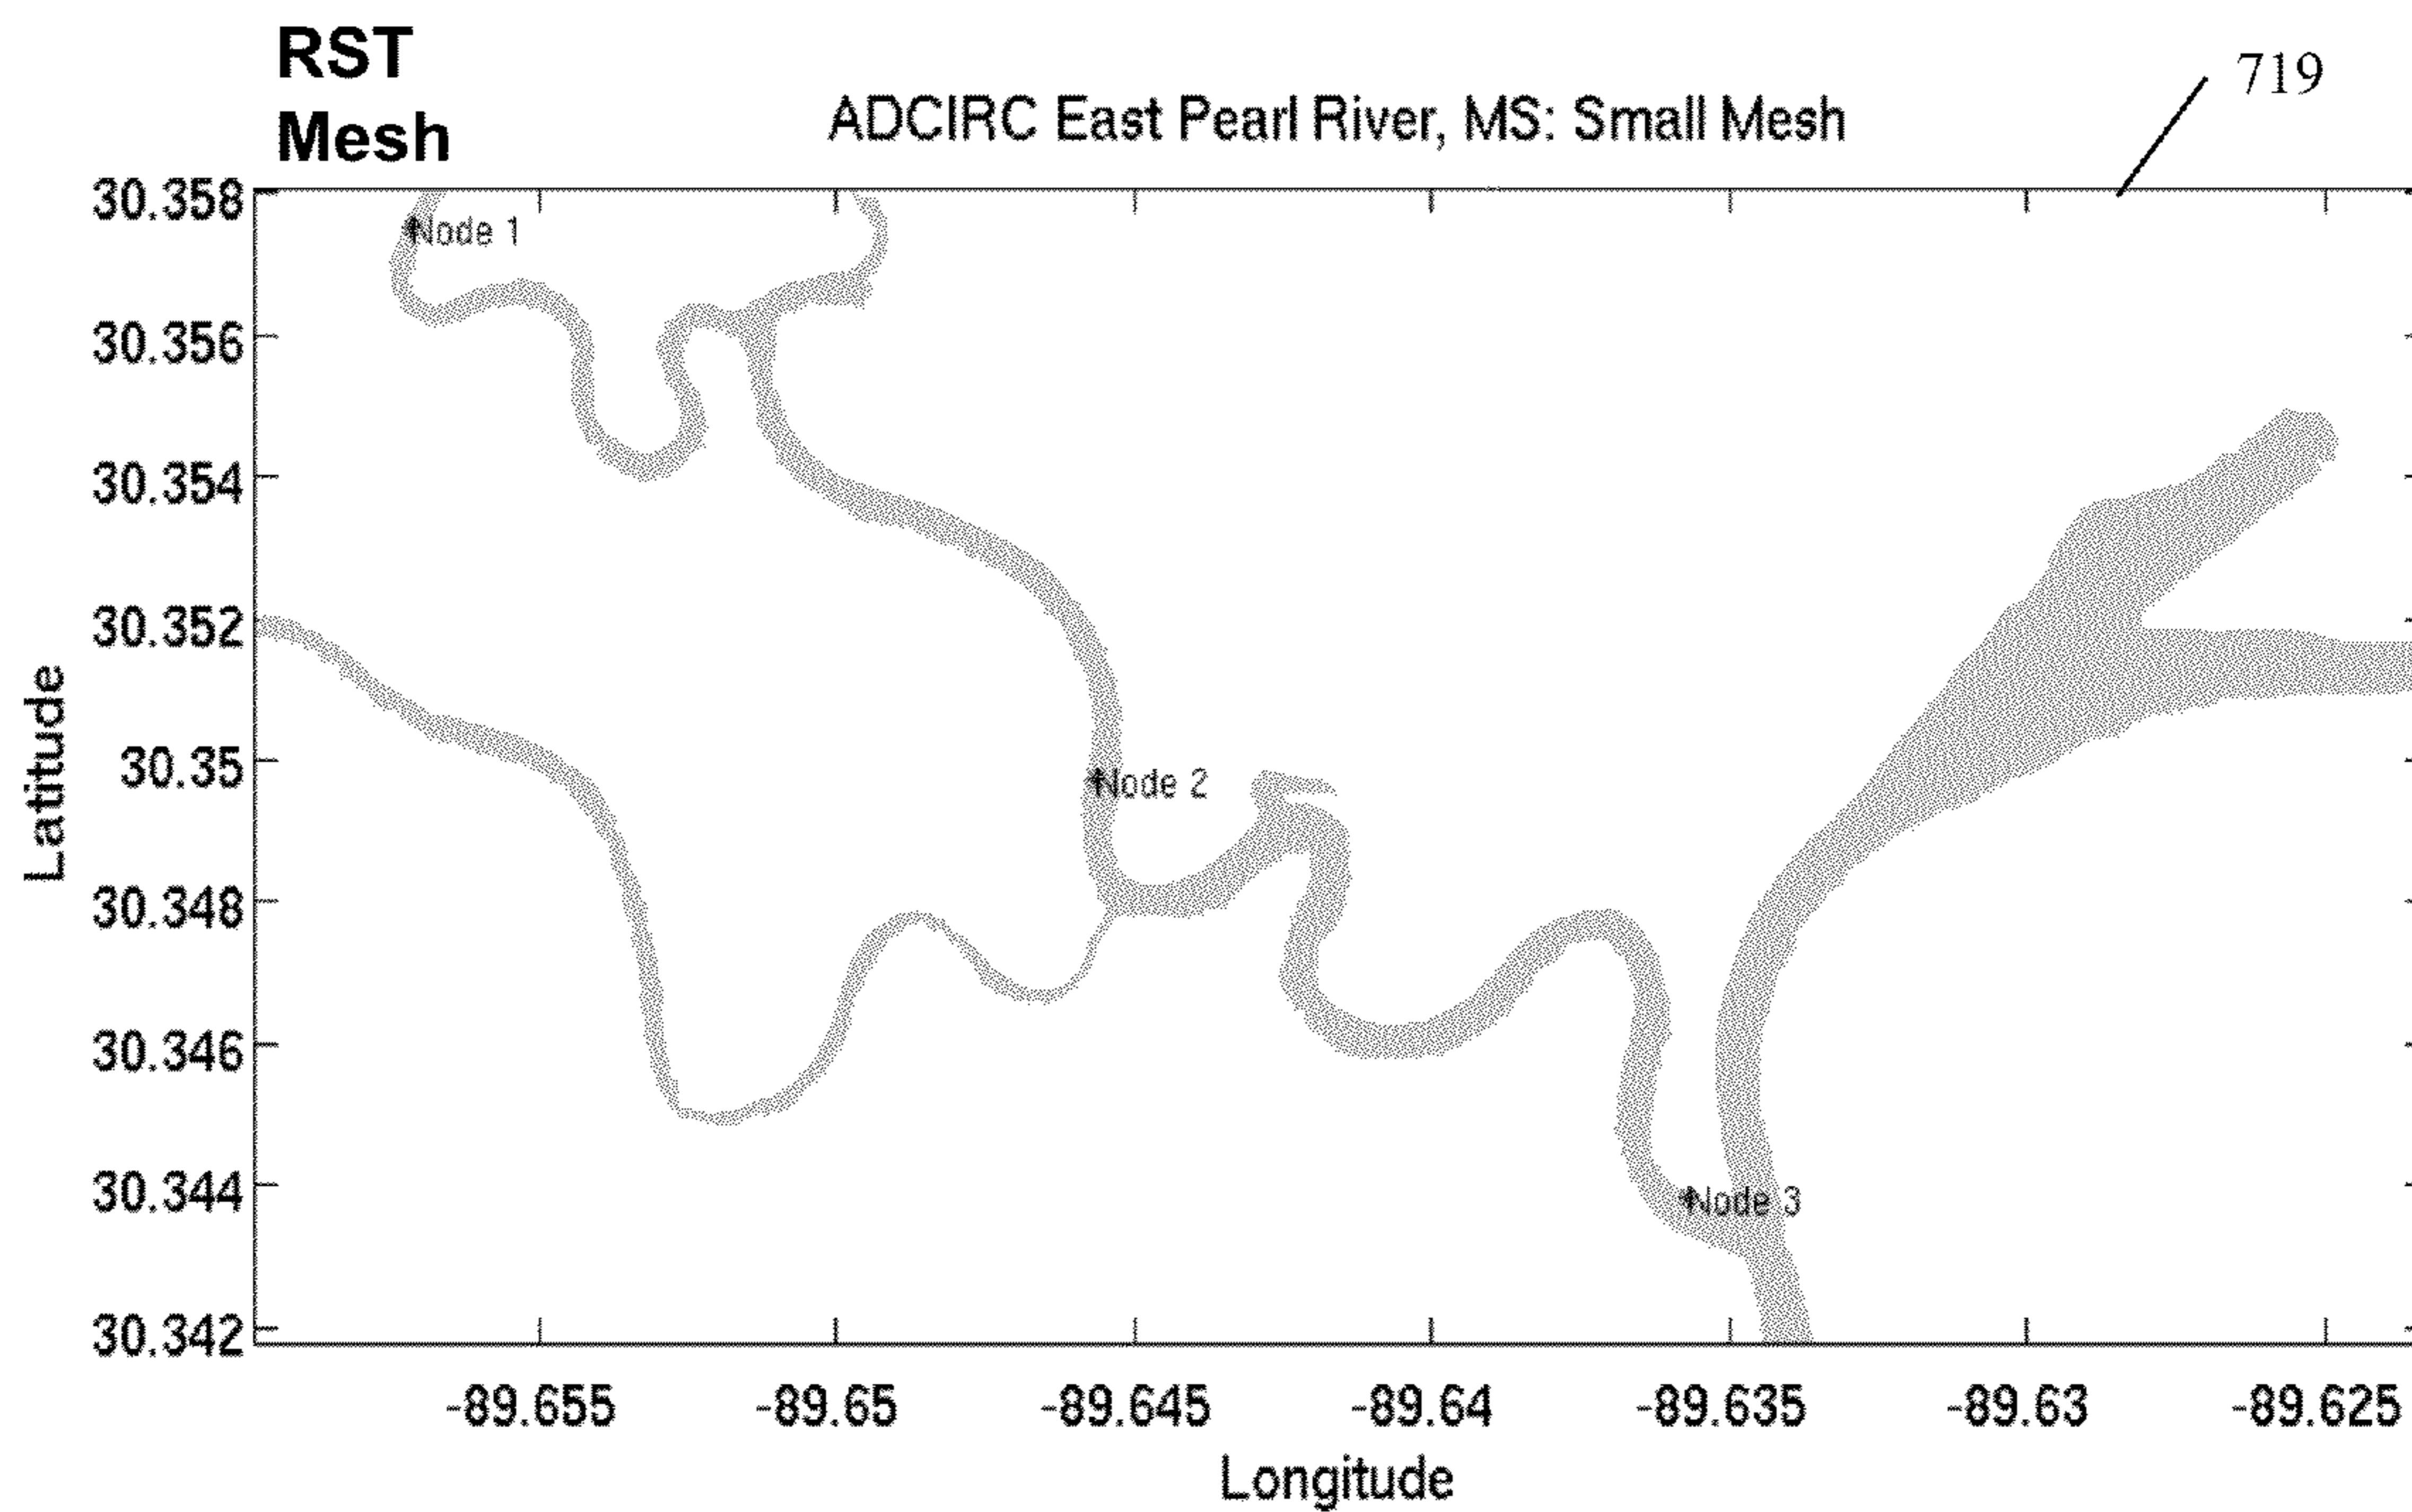 RST
Mesh
719
ADCIRC East Pearl River, MS: Small Mesh
30.358
Node 1
30.356
30.354
30.352
Latitude
30.35
Node 2
30.348
30.346
30.344
Node 3
30.342
-89.655 -89.65 -89.645 -89.64 -89.635 -89.63 -89.625
Longitude